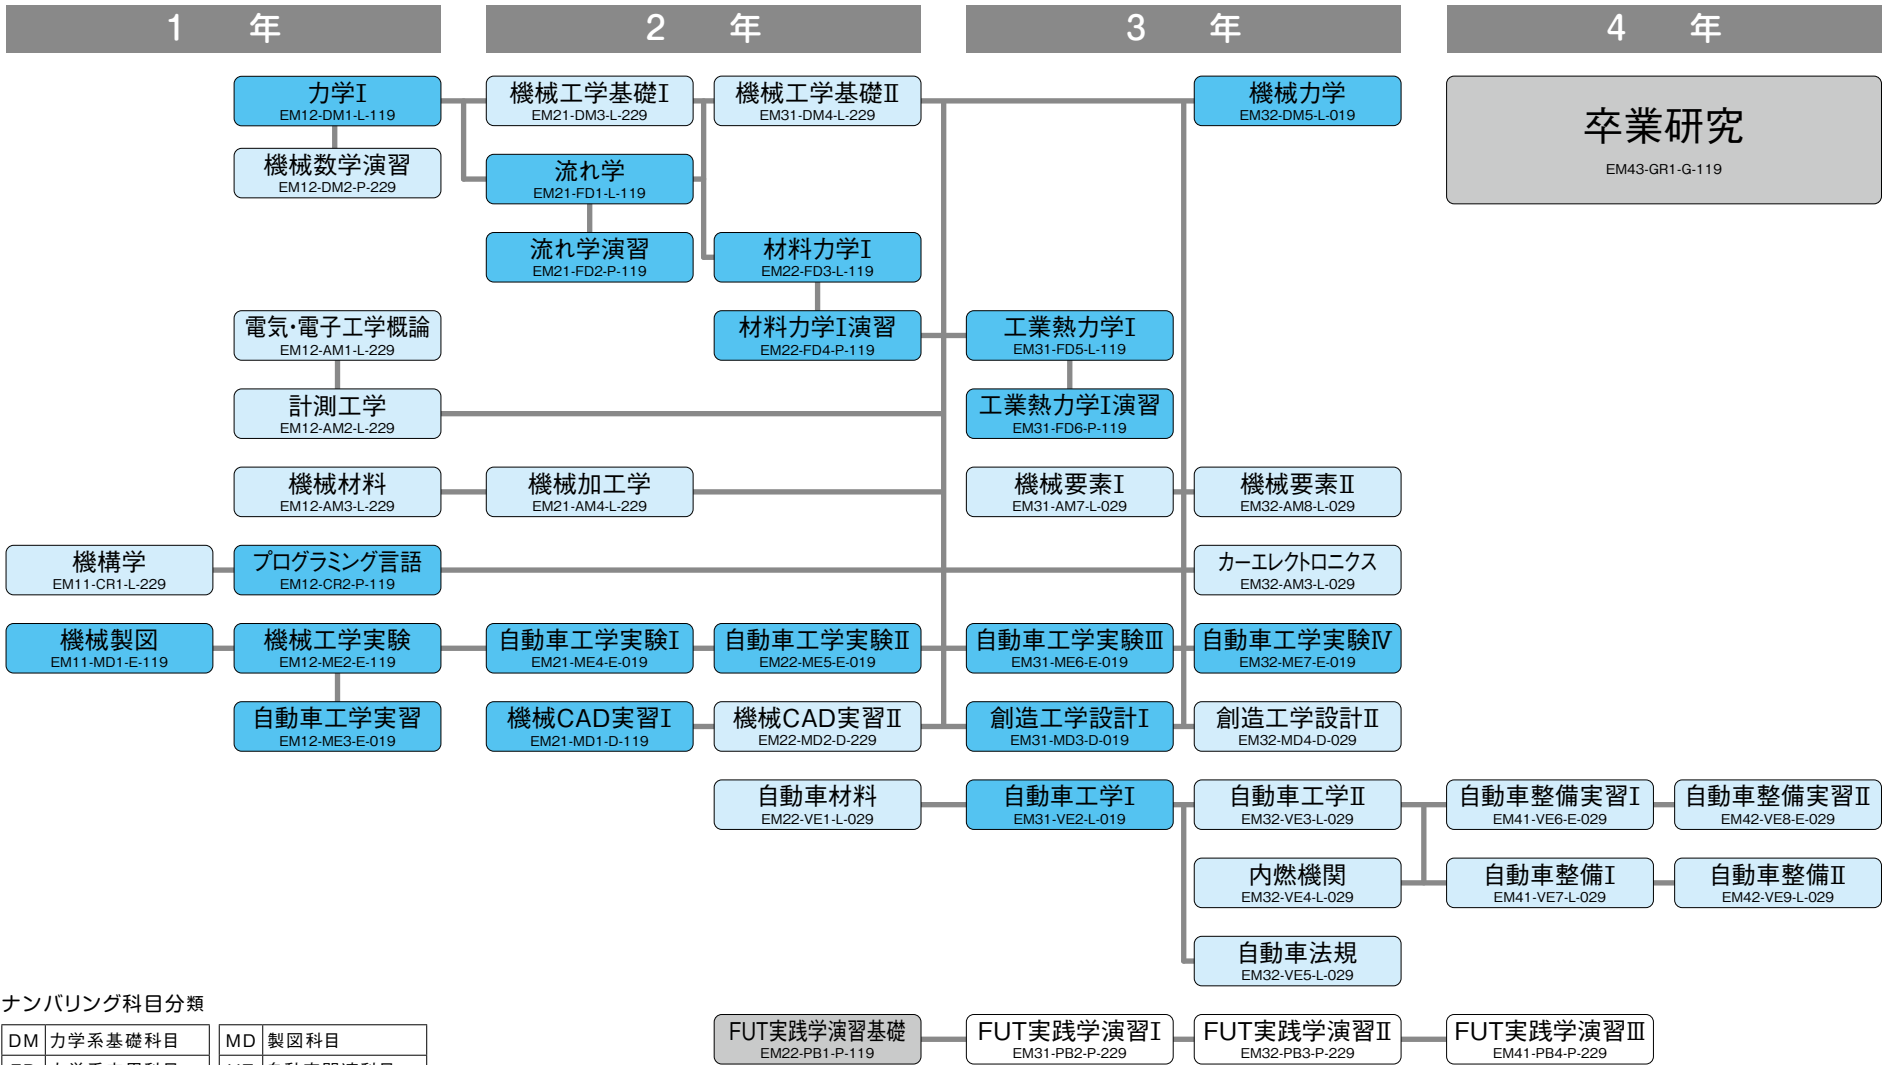 1 年
2 年
3 年
4 年
力学I
EM12-DM1-L-119
機械工学基礎I
EM21-DM3-L-229
機械工学基礎II
EM31-DM4-L-229
機械力学
EM32-DM5-L-019
卒業研究
EM43-GR1-G-119
機械数学演習
EM12-DM2-P-229
流れ学
EM21-FD1-L-119
流れ学演習
EM21-FD2-P-119
材料力学I
EM22-FD3-L-119
電気・電子工学概論
EM12-AM1-L-229
材料力学I演習
EM22-FD4-P-119
工業熱力学I
EM31-FD5-L-119
計測工学
EM12-AM2-L-229
工業熱力学I演習
EM31-FD6-P-119
機械材料
EM12-AM3-L-229
機械加工学
EM21-AM4-L-229
機械要素I
EM31-AM7-L-029
機械要素II
EM32-AM8-L-029
機構学
EM11-CR1-L-229
プログラミング言語
EM12-CR2-P-119
カーエレクトロニクス
EM32-AM3-L-029
機械製図
EM11-MD1-E-119
機械工学実験
EM12-ME2-E-119
自動車工学実験I
EM21-ME4-E-019
自動車工学実験II
EM22-ME5-E-019
自動車工学実験III
EM31-ME6-E-019
自動車工学実験IV
EM32-ME7-E-019
自動車工学実習
EM12-ME3-E-019
機械CAD実習I
EM21-MD1-D-119
機械CAD実習II
EM22-MD2-D-229
創造工学設計I
EM31-MD3-D-019
創造工学設計II
EM32-MD4-D-029
自動車材料
EM22-VE1-L-029
自動車工学I
EM31-VE2-L-019
自動車工学II
EM32-VE3-L-029
自動車整備実習I
EM41-VE6-E-029
自動車整備実習II
EM42-VE8-E-029
内燃機関
EM32-VE4-L-029
自動車整備I
EM41-VE7-L-029
自動車整備II
EM42-VE9-L-029
自動車法規
EM32-VE5-L-029
ナンバリング科目分類
DM 力学系基礎科目 MD 製図科目
FUT実践学演習基礎
EM22-PB1-P-119
FUT実践学演習I
EM31-PB2-P-229
FUT実践学演習II
EM32-PB3-P-229
FUT実践学演習III
EM41-PB4-P-229